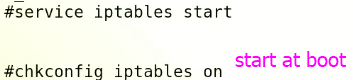 #service iptables start
start at boot
#chkconfig iptables on